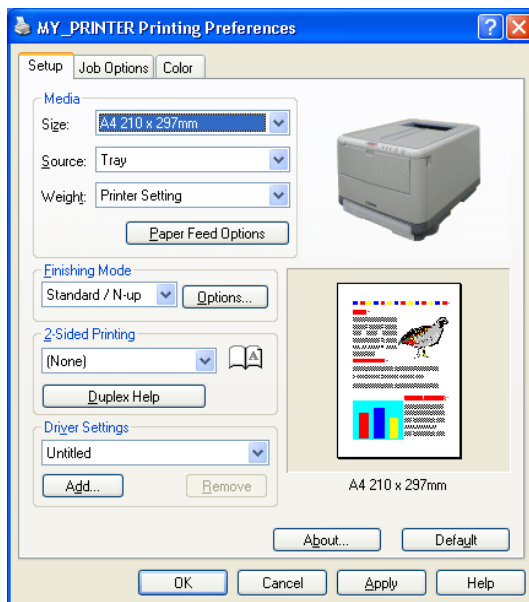 MY_PRINTER Printing Preferences
Setup Job Options Color
Media
Size: A4 210 x 297mm
Source: Tray
Weight: Printer Setting
Paper Feed Options
Finishing Mode
Standard / N-up Options...
2-Sided Printing
(None) A
Duplex Help
Driver Settings
Untitled
Add... Remove
A4 210 x 297mm
About... Default
OK Cancel Apply Help